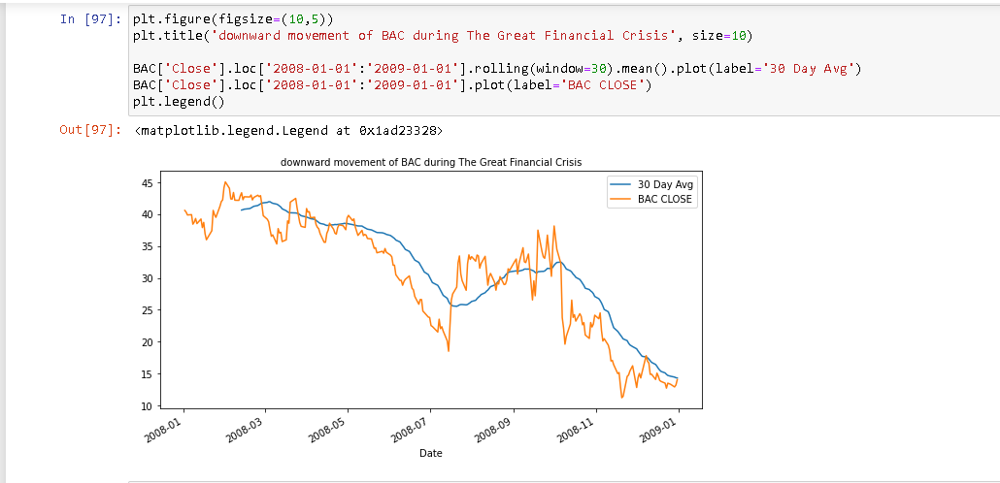 In [97]: plt.figure(figsize=(10,5))
plt.title('downward movement of BAC during The Great Financial Crisis', size=10)
BAC['Close'].loc['2008-01-01':'2009-01-01'].rolling(window=30).mean().plot(label='30 Day Avg')
BAC['Close'].loc['2008-01-01':'2009-01-01'].plot(label='BAC CLOSE')
plt.legend()
Out[97]: <matplotlib.legend.Legend at 0x1ad23328>
downward movement of BAC during The Great Financial Crisis
30 Day Avg
BAC CLOSE
45
40
35
30
25
20
15
10
2008-01
2008-03
2008-05
2008-07
2008-09
2008-11
2009-01
Date